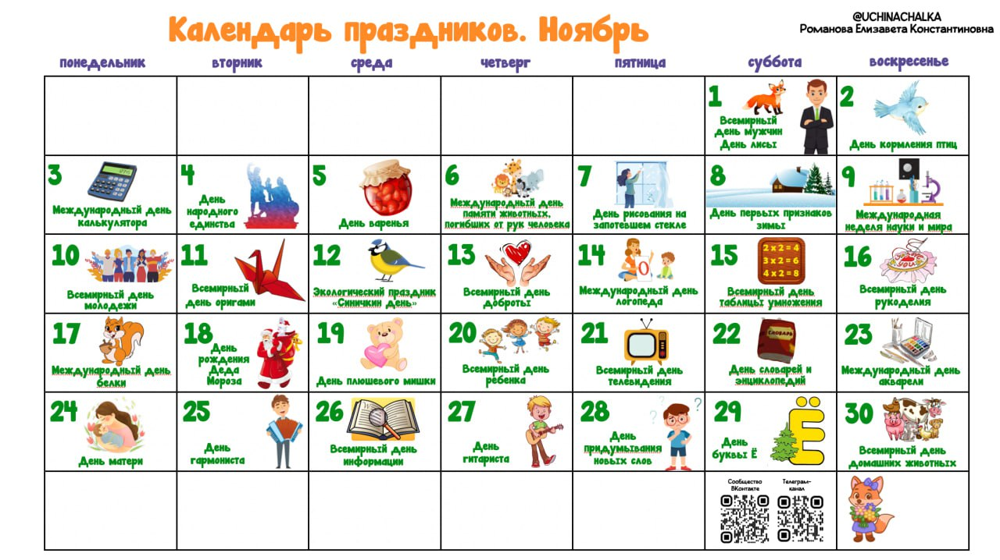 Календарь праздников. Ноябрь
@UCHINACHALKA
Романова Елизавета Константиновна
понедельник
вторник
среда
четверг
пятница
суббота
воскресенье
1
Всемирный
день мужчин
День лисы
2
День кормления птиц
3
Международный день
калькулятора
4
День
народного
единства
5
День варенья
6
Международный день
памяти животных,
погибших от рук человека
7
День рисования на
запотевшем стекле
8
День первых признаков
зимы
9
Международная
неделя науки и мира
10
Всемирный день
молодежи
11
Всемирный
день оригами
12
Экологический праздник
«Синичкин день»
13
Всемирный день
доброты
14
О
Международный день
логопеда
15
2 x 2 = 4
3 x 2 = 6
4 x 2 = 8
Всемирный день
таблицы умножения
16
YOU
Всемирный день
рукоделия
17
Международный день
белки
18
День
рождения
Деда
Мороза
19
День плюшевого мишки
20
Всемирный день
ребенка
21
Всемирный день
телевидения
22
СЛОВАРЬ
День словарей и
энциклопедий
23
Международный день
акварели
24
День матери
25
День
гармониста
26
W
Всемирный день
информации
27
День
гитариста
28
? ? ?
День
придумывания
новых слов
29
Ё
День
буквы Ё
30
Всемирный день
домашних животных
Сообщество
ВКонтакте
Телеграм-
канал